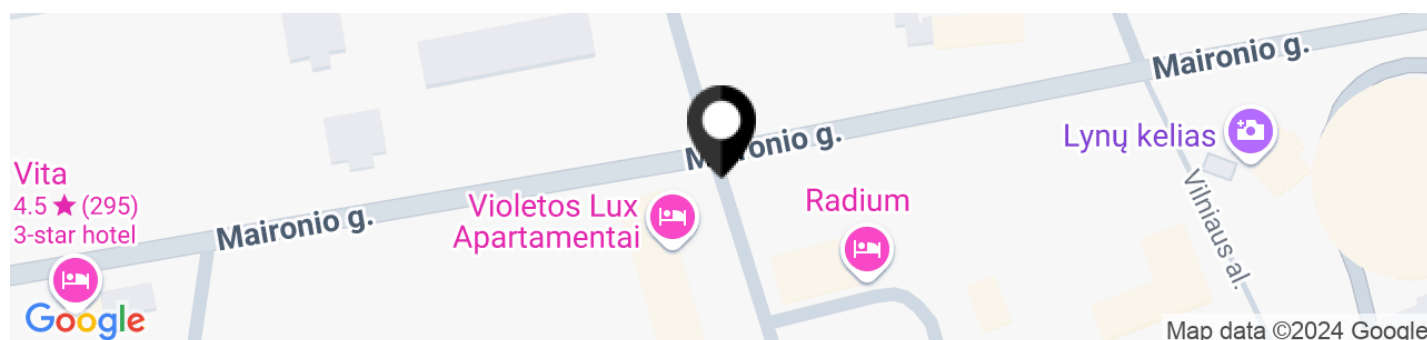 Maironio g.
Maironio g.
Lynų kelias
Vita
4.5 ★ (295)
3-star hotel
Maironio g.
Violetos Lux
Apartamentai
Radium
Vilniaus al.
Google
Map data ©2024 Google